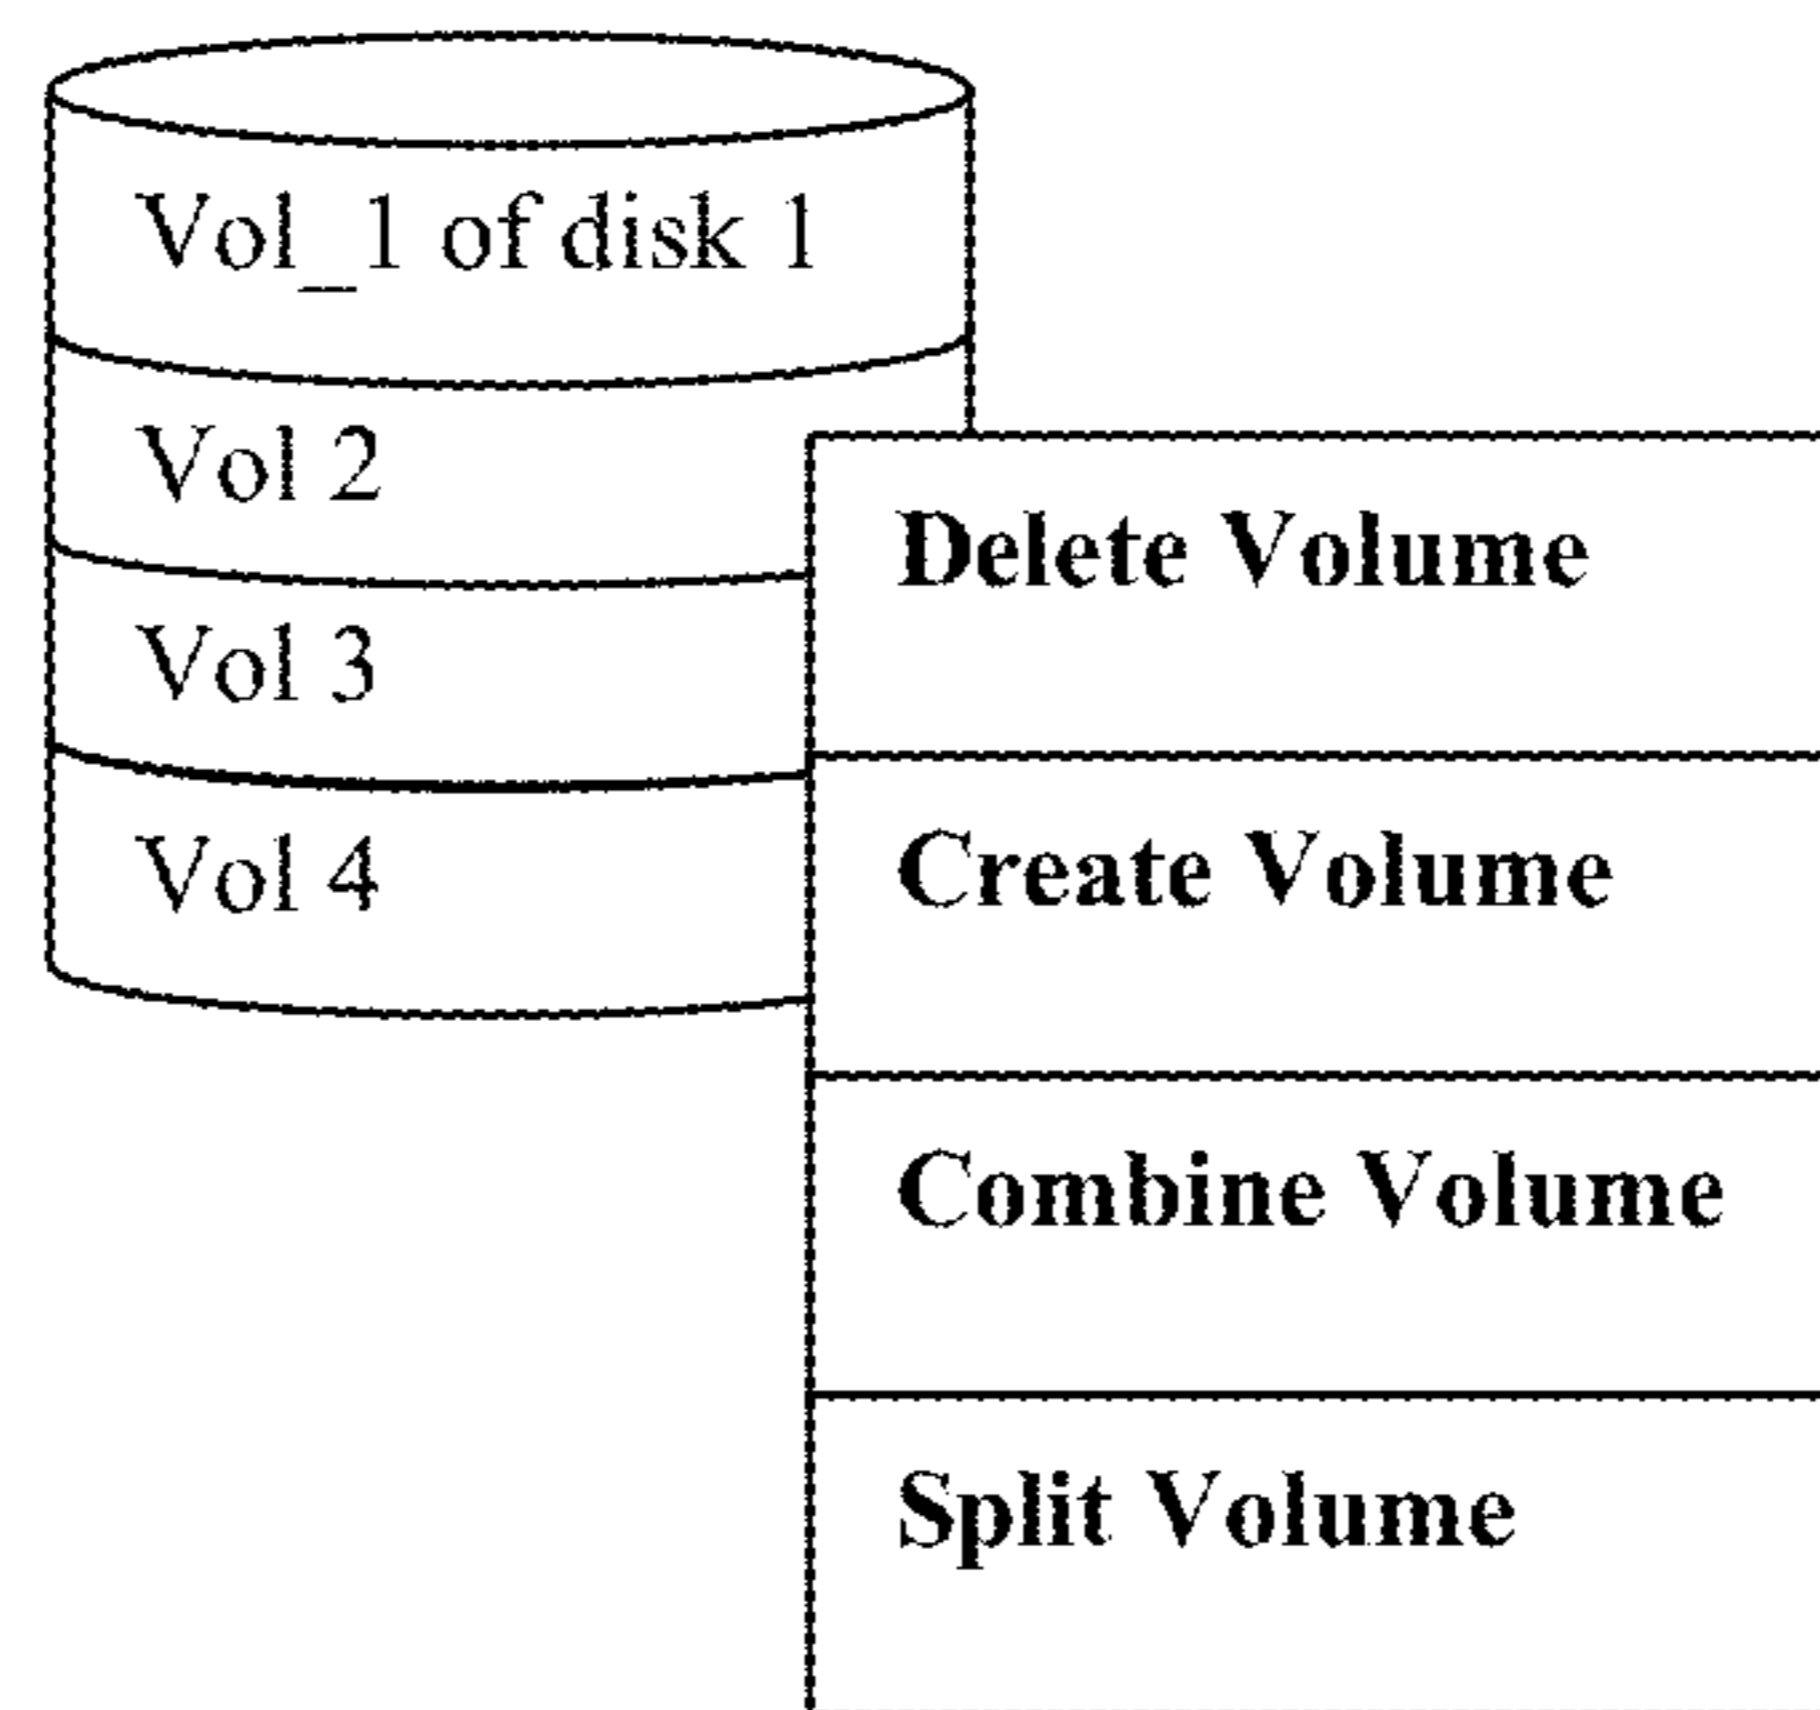 Vol_1 of disk 1
Vol 2
Vol 3
Vol 4
Delete Volume
Create Volume
Combine Volume
Split Volume